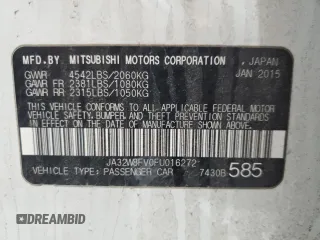 MFD. BY MITSUBISHI MOTORS CORPORATION, JAPAN
GVWR 4542LBS/2060KG JAN 2015
GAWR FR 2381LBS/1080KG
GAWR RR 2315LBS/1050KG
THIS VEHICLE CONFORMS TO ALL APPLICABLE FEDERAL
MOTOR VEHICLE SAFETY, BUMPER, AND THEFT PREVENTION
STANDARDS IN EFFECT ON THE DATE OF MANUFACTURE
SHOWN ABOVE.
JA32W8FV0FU016272
VEHICLE TYPE: PASSENGER CAR 7430B 585